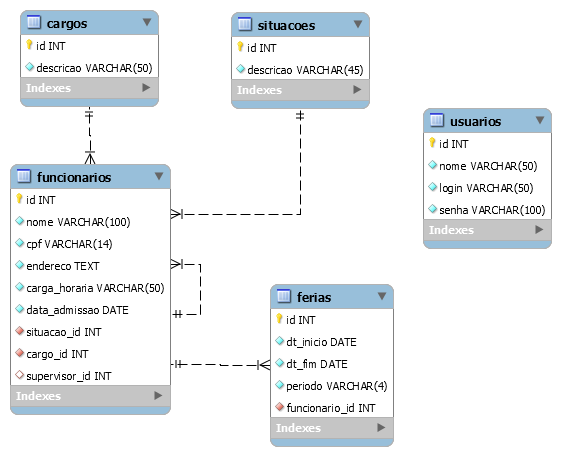 cargos
id INT
descricao VARCHAR(50)
Indexes
situacoes
id INT
descricao VARCHAR(45)
Indexes
usuarios
id INT
nome VARCHAR(50)
login VARCHAR(50)
senha VARCHAR(100)
Indexes
funcionarios
id INT
nome VARCHAR(100)
cpf VARCHAR(14)
endereco TEXT
carga_horaria VARCHAR(50)
data_admissao DATE
situacao_id INT
cargo_id INT
supervisor_id INT
Indexes
ferias
id INT
dt_inicio DATE
dt_fim DATE
periodo VARCHAR(4)
funcionario_id INT
Indexes